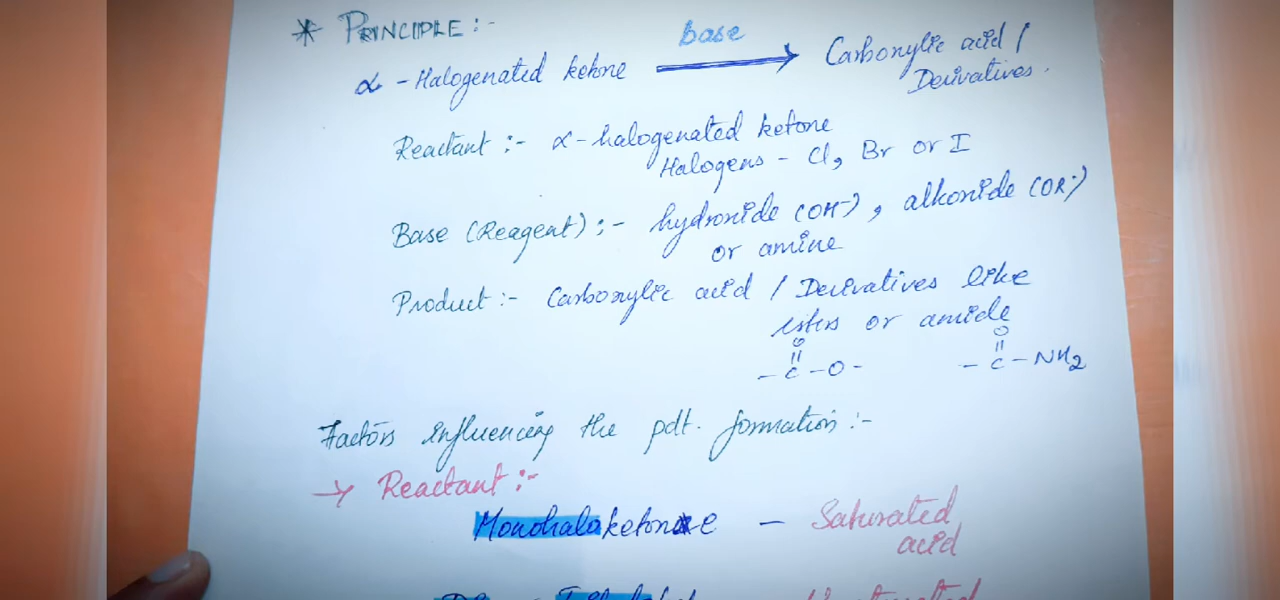 * PRINCIPLE :-
base
α - Halogenated ketone ⟶ Carboxylic acid /
Derivatives.
Reactant :- α-halogenated ketone
Halogens - Cl, Br or I
Base (Reagent) :- hydroxide (OH-), alkoxide (OR-)
or amine
Product :- Carboxylic acid / Derivatives like
esters or amide
O
||
- C - O -
O
||
- C - NH2
Factors influencing the pdt. formation :-
→ Reactant :-
Monohaloketone - Saturated
acid